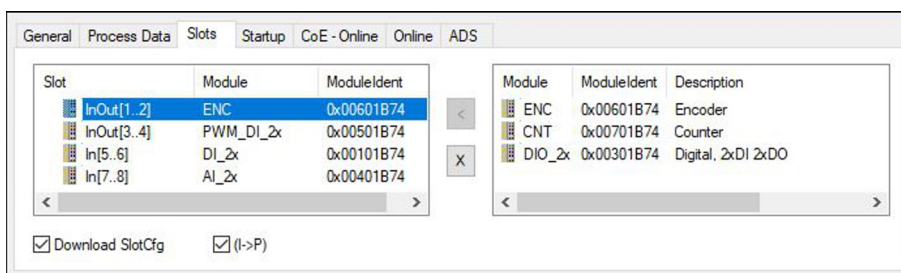 General Process Data Slots Startup CoE - Online Online ADS
Slot Module ModuleIdent
InOut[1..2] ENC 0x00601B74
InOut[3..4] PWM_DI_2x 0x00501B74
In[5..6] DI_2x 0x00101B74
In[7..8] AI_2x 0x00401B74
<
X
Module ModuleIdent Description
ENC 0x00601B74 Encoder
CNT 0x00701B74 Counter
DIO_2x 0x00301B74 Digital, 2xDI 2xDO
Download SlotCfg (I->P)